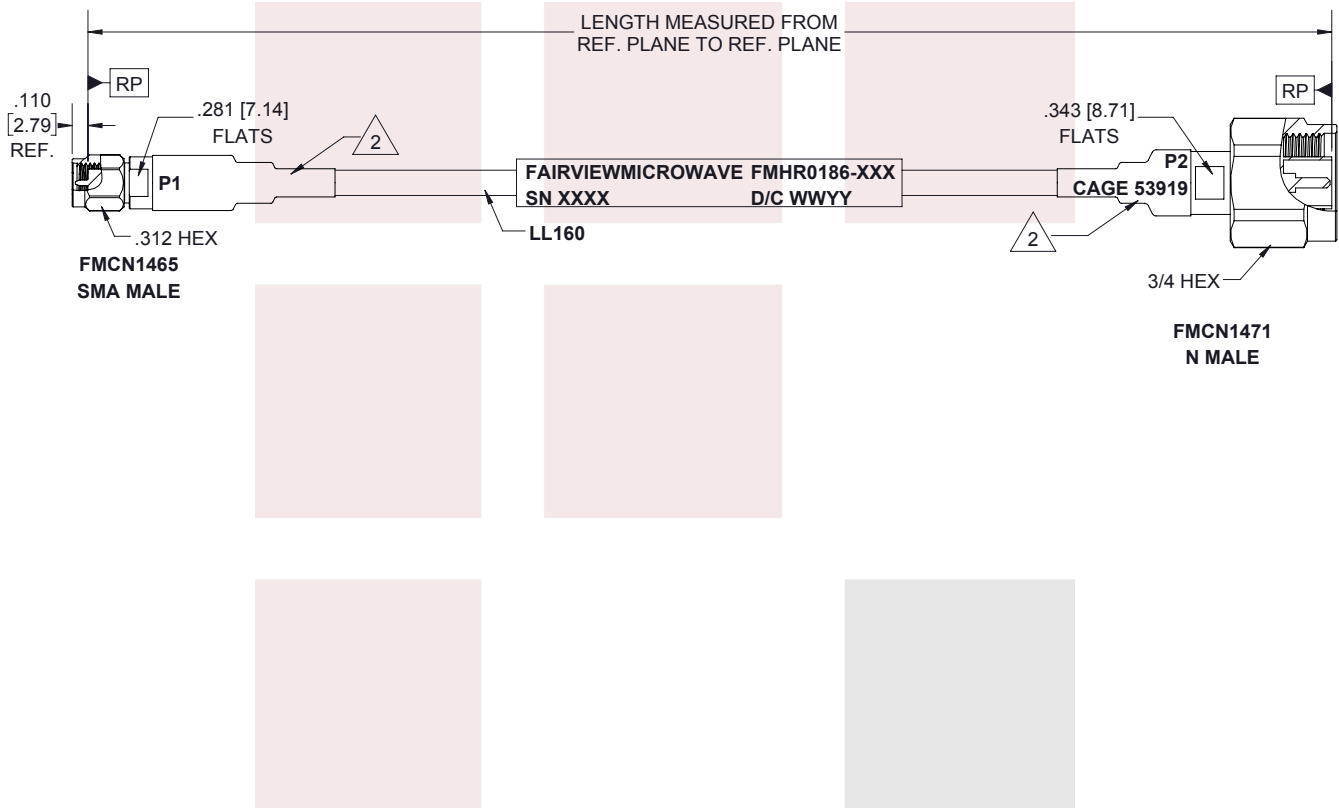 LENGTH MEASURED FROM
REF. PLANE TO REF. PLANE
RP
RP
.110
[2.79]
REF.
.281 [7.14]
FLATS
2
.343 [8.71]
FLATS
P1
FAIRVIEWMICROWAVE FMHR0186-XXX
SN XXXX D/C WWYY
P2
CAGE 53919
LL160
2
.312 HEX
FMCN1465
SMA MALE
3/4 HEX
FMCN1471
N MALE